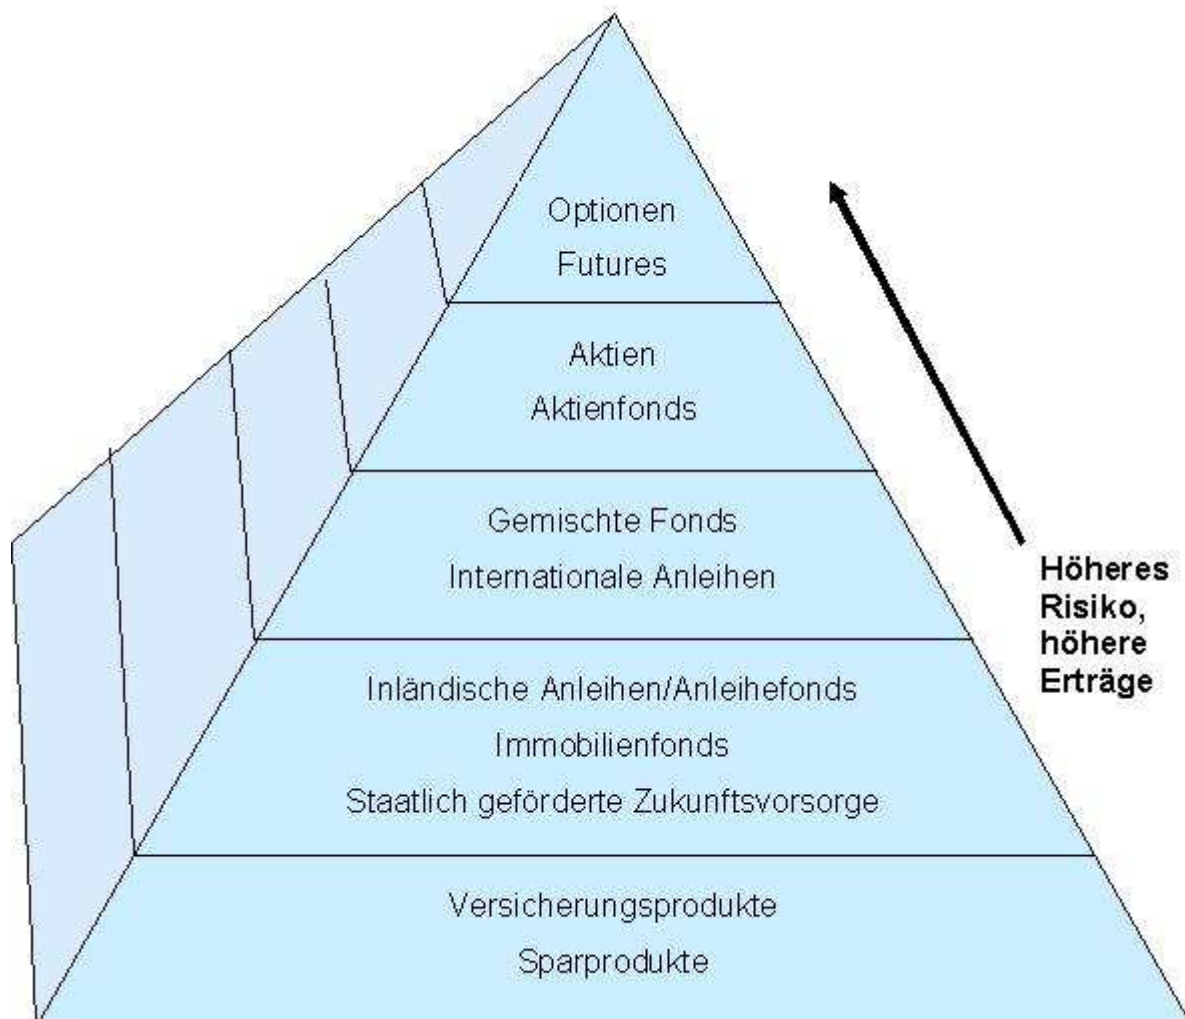 Optionen
Futures
Aktien
Aktienfonds
Gemischte Fonds
Internationale Anleihen
Höheres
Risiko,
höhere
Erträge
Inländische Anleihen/Anleihefonds
Immobilienfonds
Staatlich geförderte Zukunftsvorsorge
Versicherungsprodukte
Sparprodukte